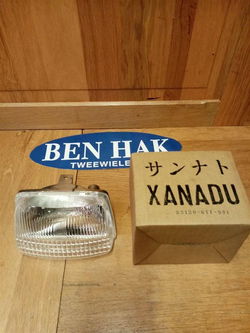 BEN HAK
TWEEWIELE
サンナト
XANADU